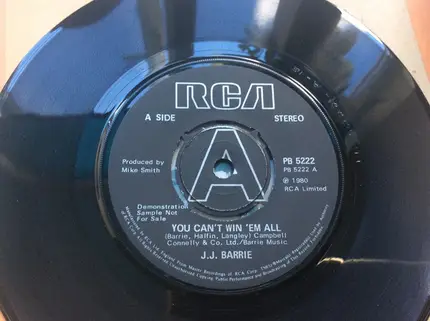 RCA
A SIDE STEREO
Produced by
Mike Smith
PB 5222
PB 5222 A
℗ 1980
RCA Limited
A
Demonstration
Sample Not
For Sale
YOU CAN'T WIN 'EM ALL
(Barrie, Halfin, Langley) Campbell
Connelly & Co. Ltd./Barrie Music
J.J. BARRIE